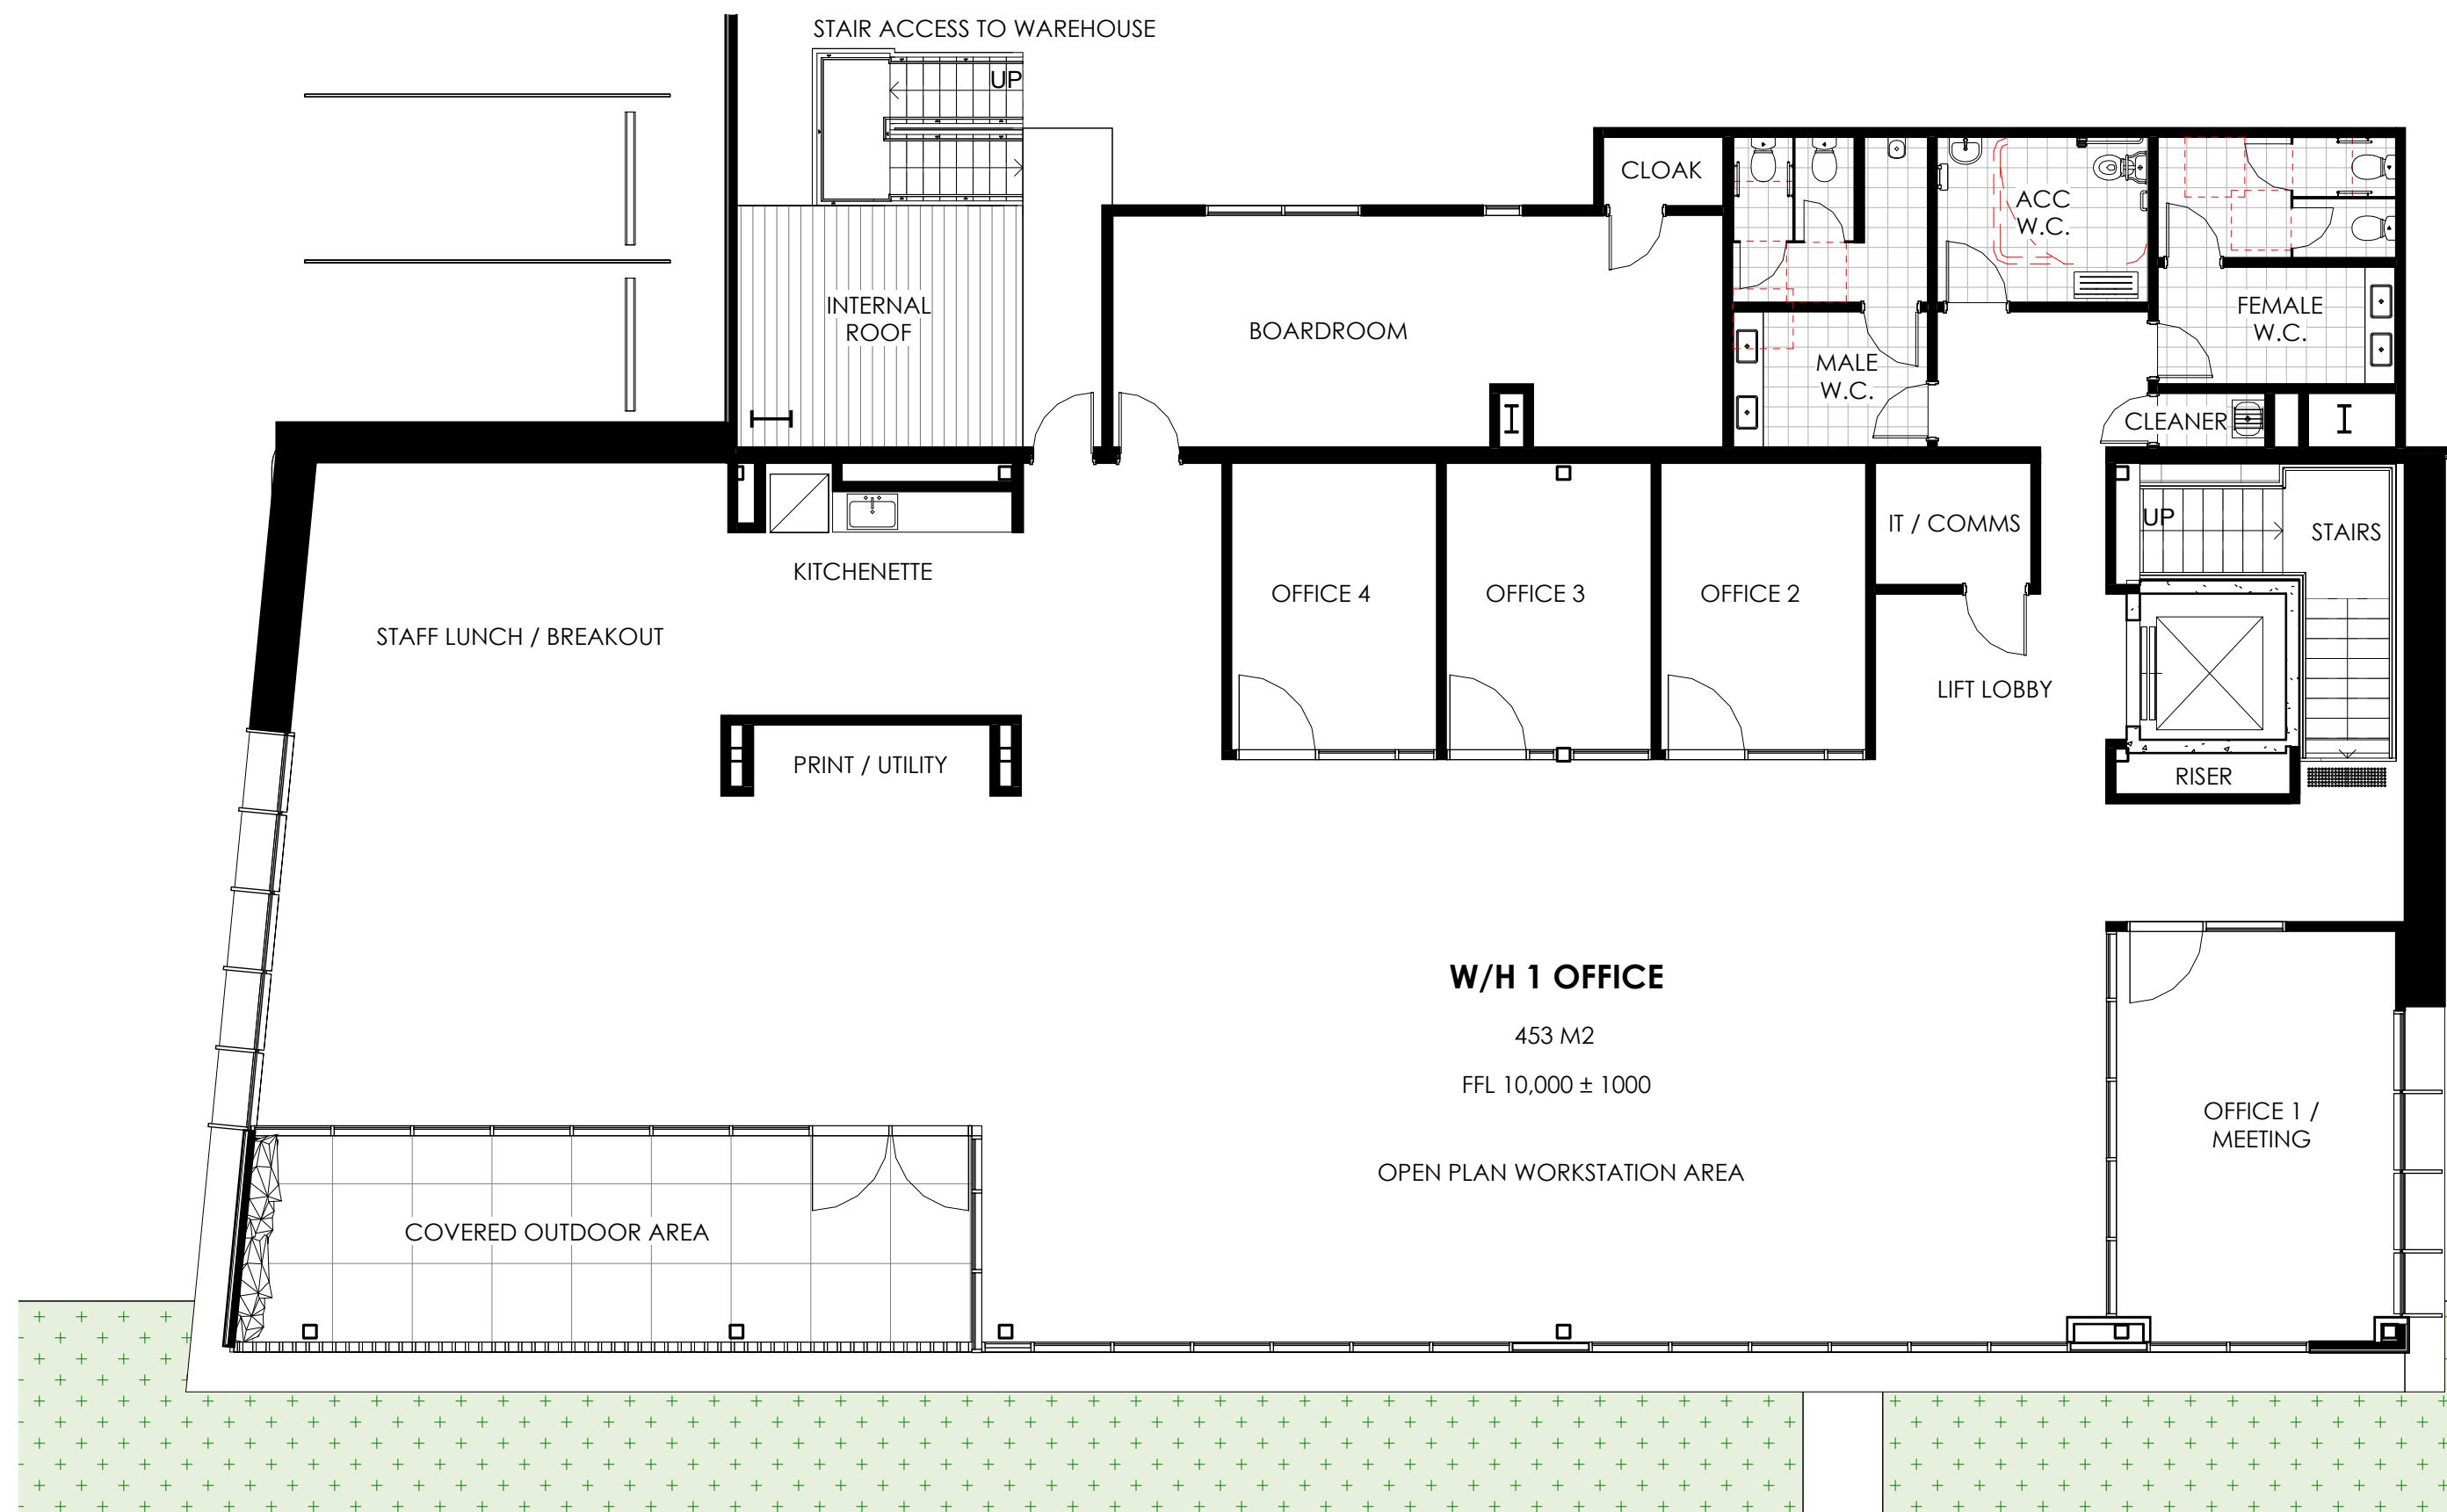 STAIR ACCESS TO WAREHOUSE
UP
CLOAK
ACC
W.C.
INTERNAL
ROOF
BOARDROOM
FEMALE
W.C.
MALE
W.C.
CLEANER
UP
STAIRS
IT / COMMS
KITCHENETTE
OFFICE 4
OFFICE 3
OFFICE 2
STAFF LUNCH / BREAKOUT
LIFT LOBBY
PRINT / UTILITY
RISER
W/H 1 OFFICE
453 M2
FFL 10,000 ± 1000
OFFICE 1 /
MEETING
OPEN PLAN WORKSTATION AREA
COVERED OUTDOOR AREA